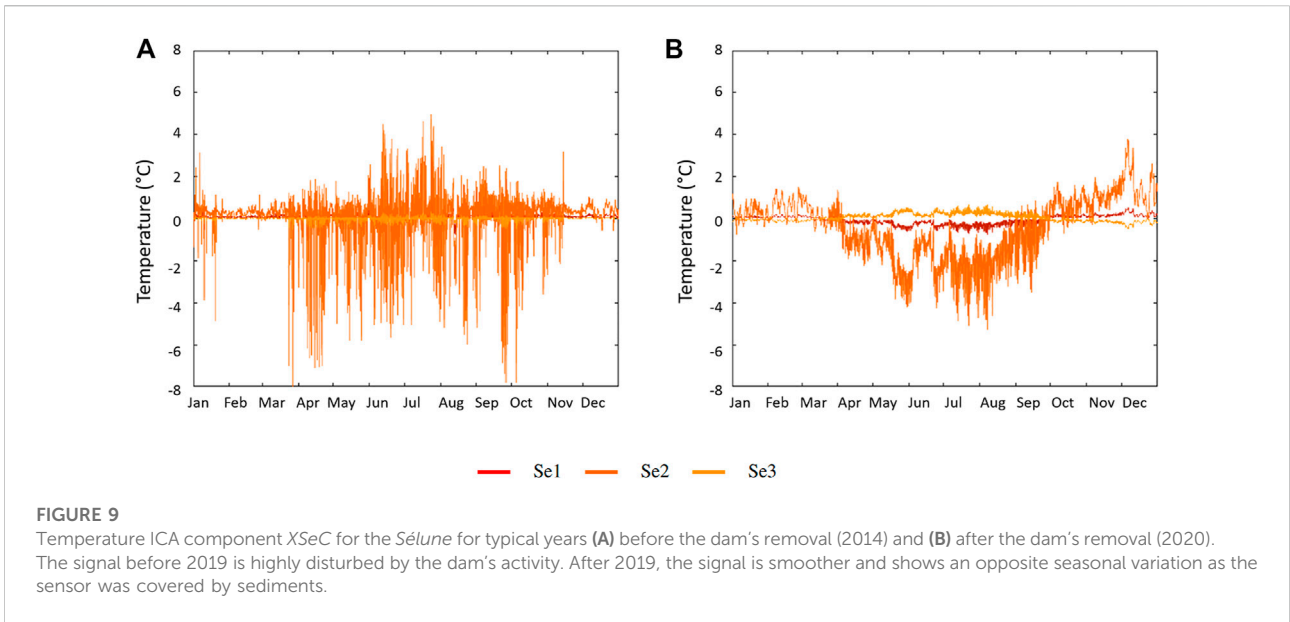 A
8
6
4
2
0
-2
-4
-6
-8
Temperature (°C)
Jan Feb Mar Apr May Jun Jul Aug Sep Oct Nov Dec
B
8
6
4
2
0
-2
-4
-6
-8
Temperature (°C)
Jan Feb Mar Apr May Jun Jul Aug Sep Oct Nov Dec
Se1 Se2 Se3
FIGURE 9
Temperature ICA component XSeC for the Sélune for typical years (A) before the dam's removal (2014) and (B) after the dam's removal (2020).
The signal before 2019 is highly disturbed by the dam's activity. After 2019, the signal is smoother and shows an opposite seasonal variation as the
sensor was covered by sediments.